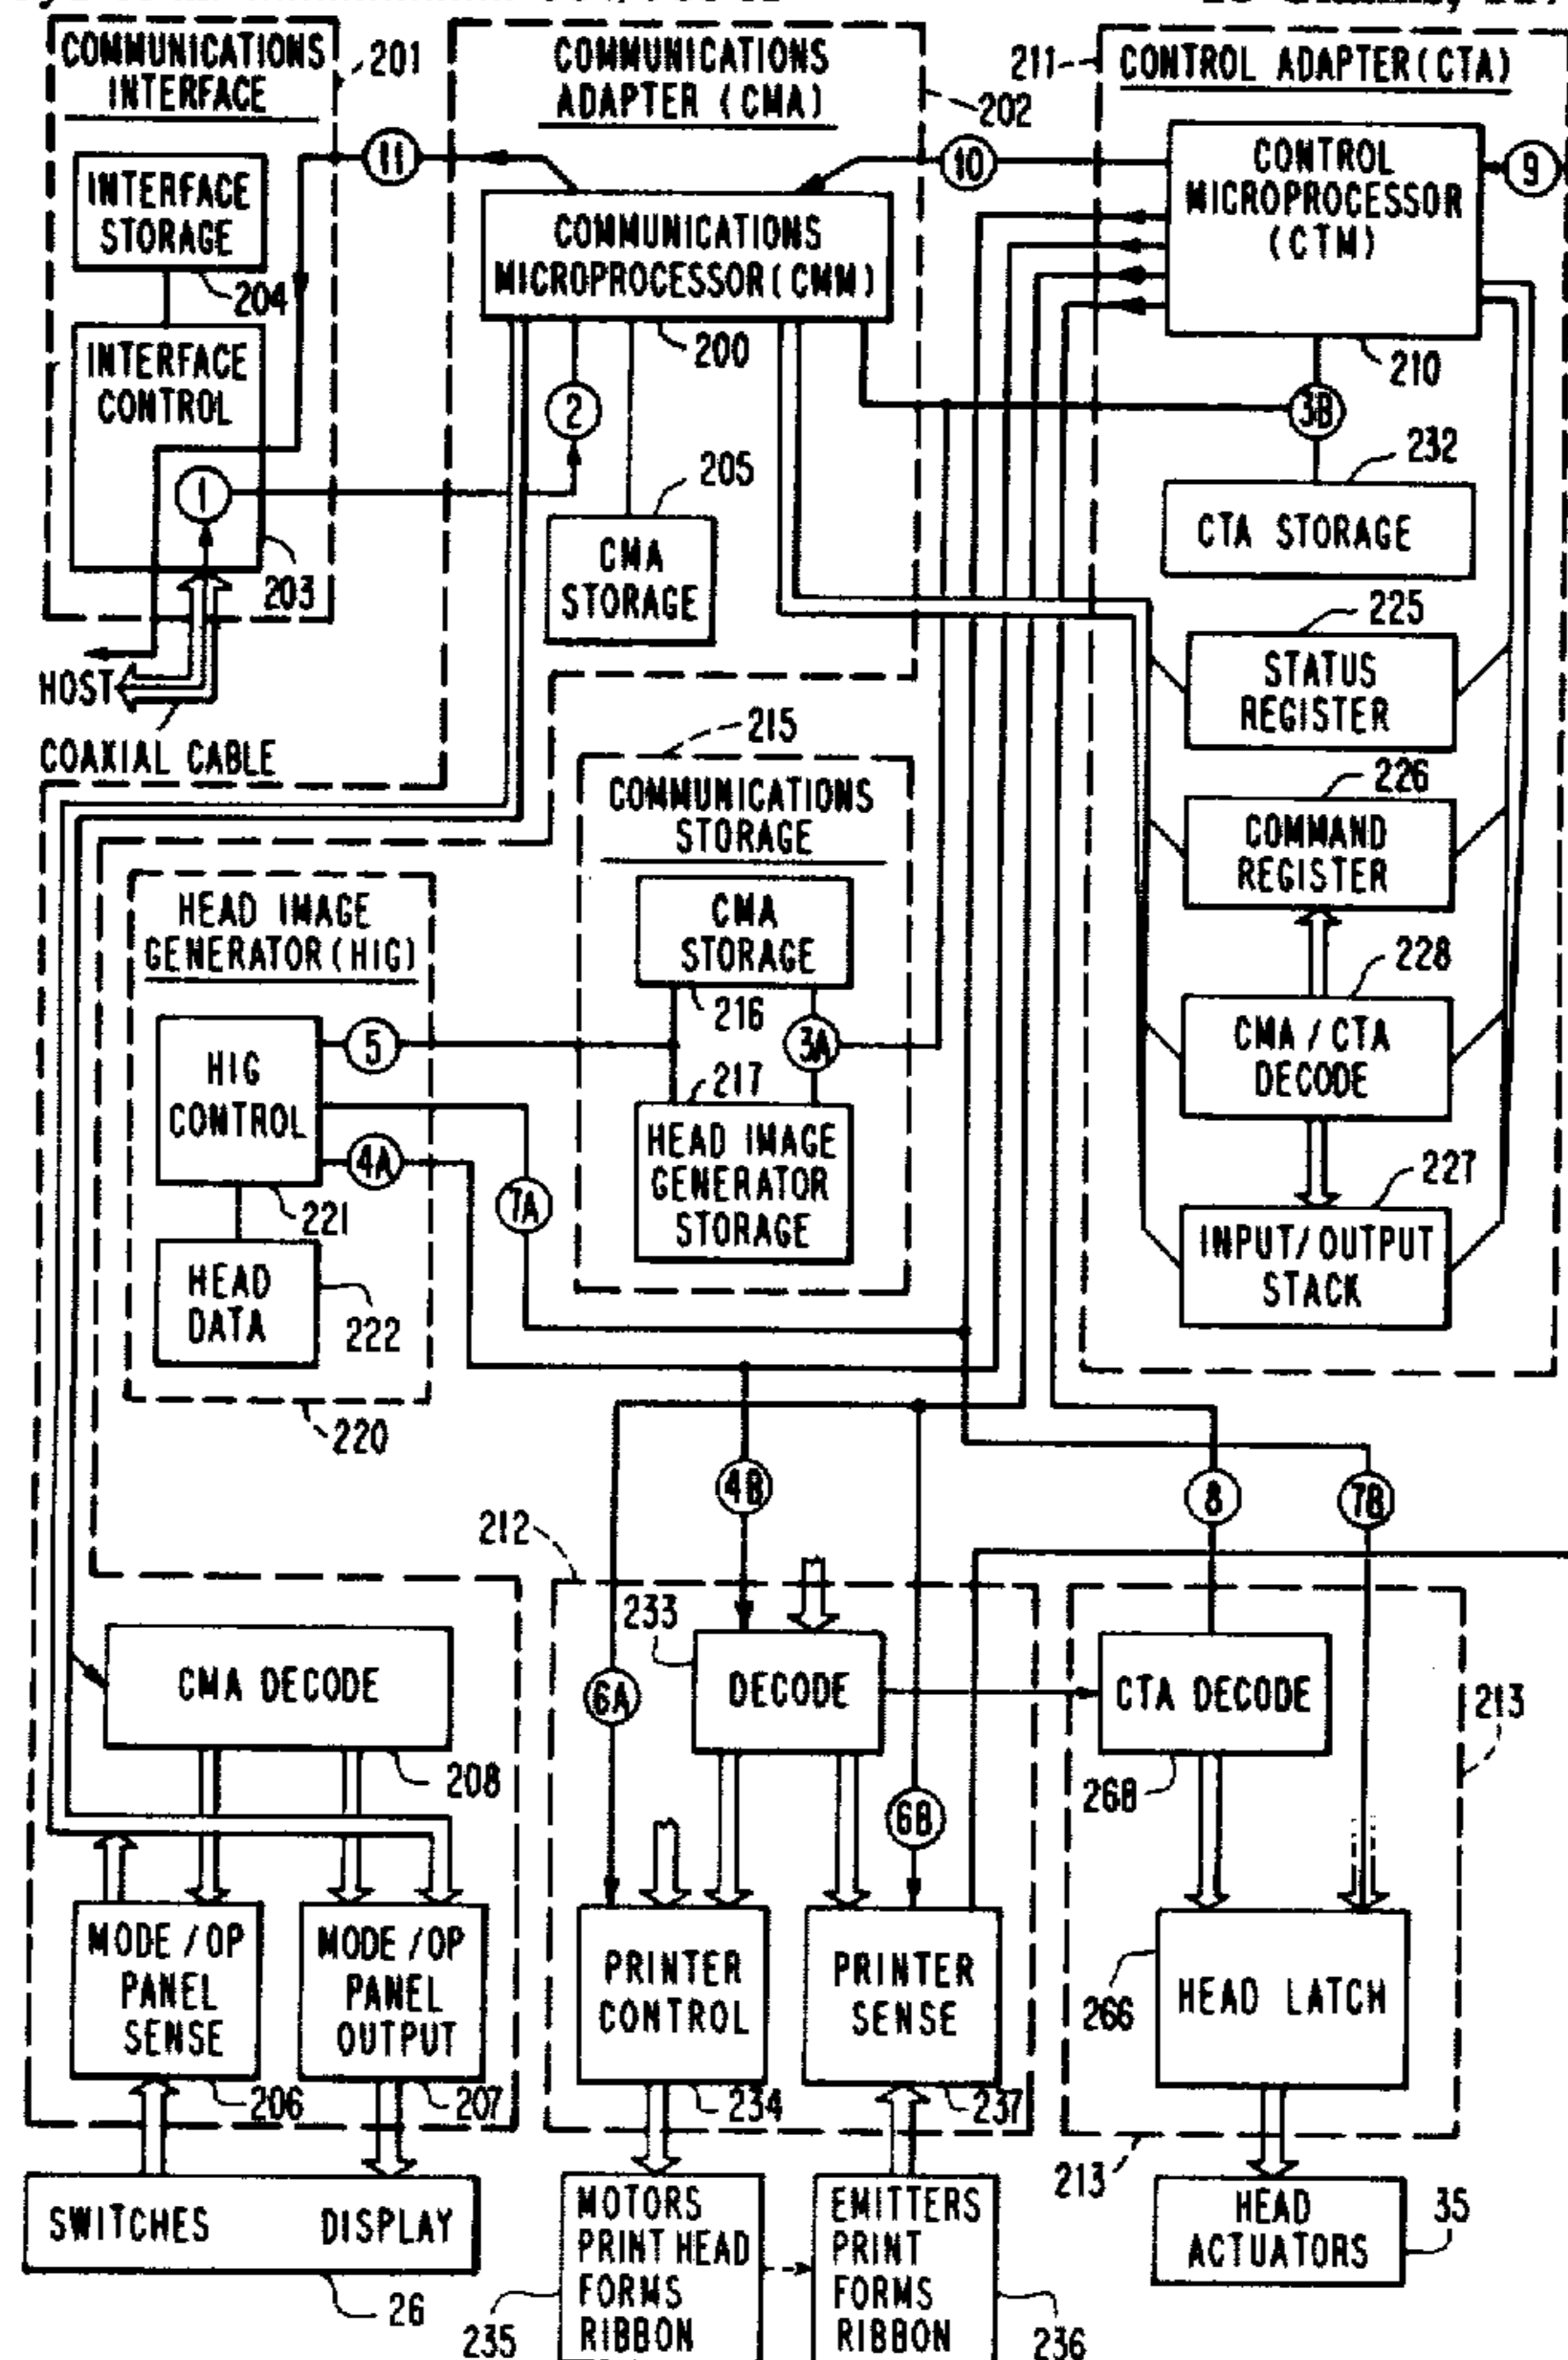 COMMUNICATIONS
INTERFACE
201
INTERFACE
STORAGE
204
INTERFACE
CONTROL
1
203
HOST
COAXIAL CABLE
11
COMMUNICATIONS
ADAPTER (CMA)
202
10
COMMUNICATIONS
MICROPROCESSOR(CMM)
200
2
205
CMA
STORAGE
211
CONTROL ADAPTER(CTA)
CONTROL
MICROPROCESSOR
(CTM)
9
210
3B
232
CTA STORAGE
225
STATUS
REGISTER
226
COMMAND
REGISTER
228
CMA/CTA
DECODE
227
INPUT/OUTPUT
STACK
215
COMMUNICATIONS
STORAGE
CMA
STORAGE
216
3A
217
HEAD IMAGE
GENERATOR
STORAGE
HEAD IMAGE
GENERATOR(HIG)
HIG
CONTROL
5
4A
7A
221
HEAD
DATA
222
220
4B
8
7B
212
233
DECODE
6A
6B
CTA DECODE
268
213
CMA DECODE
208
MODE/OP
PANEL
SENSE
206
MODE/OP
PANEL
OUTPUT
207
PRINTER
CONTROL
234
PRINTER
SENSE
237
266
HEAD LATCH
213
SWITCHES DISPLAY
26
MOTORS
PRINT HEAD
FORMS
RIBBON
235
EMITTERS
PRINT
FORMS
RIBBON
236
HEAD
ACTUATORS
35